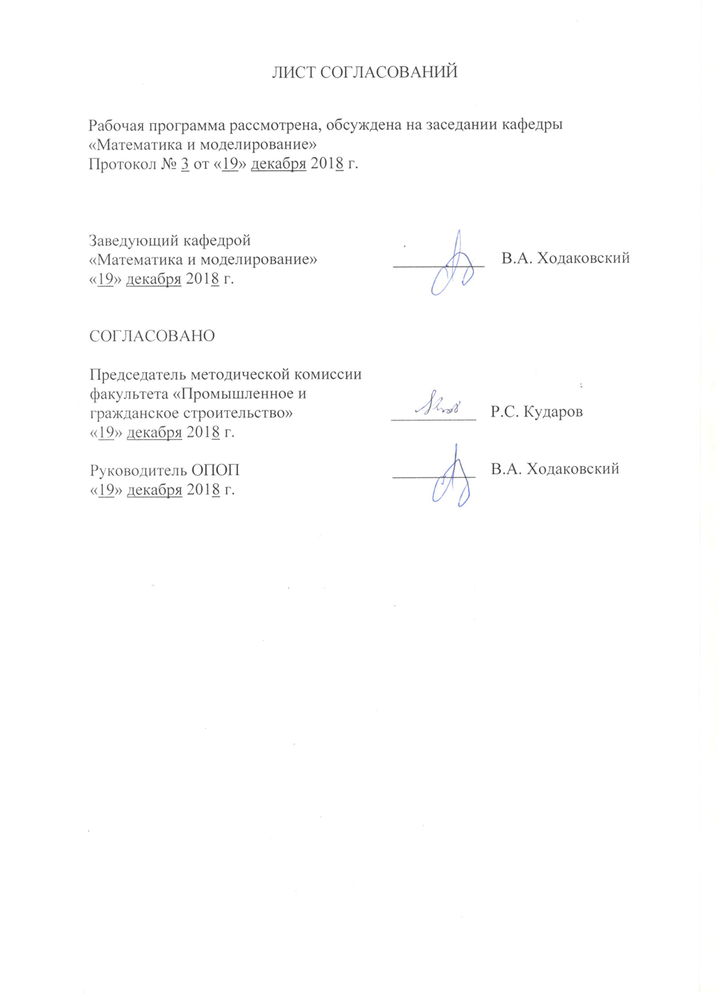 ЛИСТ СОГЛАСОВАНИЙ
Рабочая программа рассмотрена, обсуждена на заседании кафедры
«Математика и моделирование»
Протокол № 3 от «19» декабря 2018 г.
Заведующий кафедрой
«Математика и моделирование» В.А. Ходаковский
«19» декабря 2018 г.
СОГЛАСОВАНО
Председатель методической комиссии
факультета «Промышленное и
гражданское строительство» Р.С. Кударов
«19» декабря 2018 г.
Руководитель ОПОП В.А. Ходаковский
«19» декабря 2018 г.